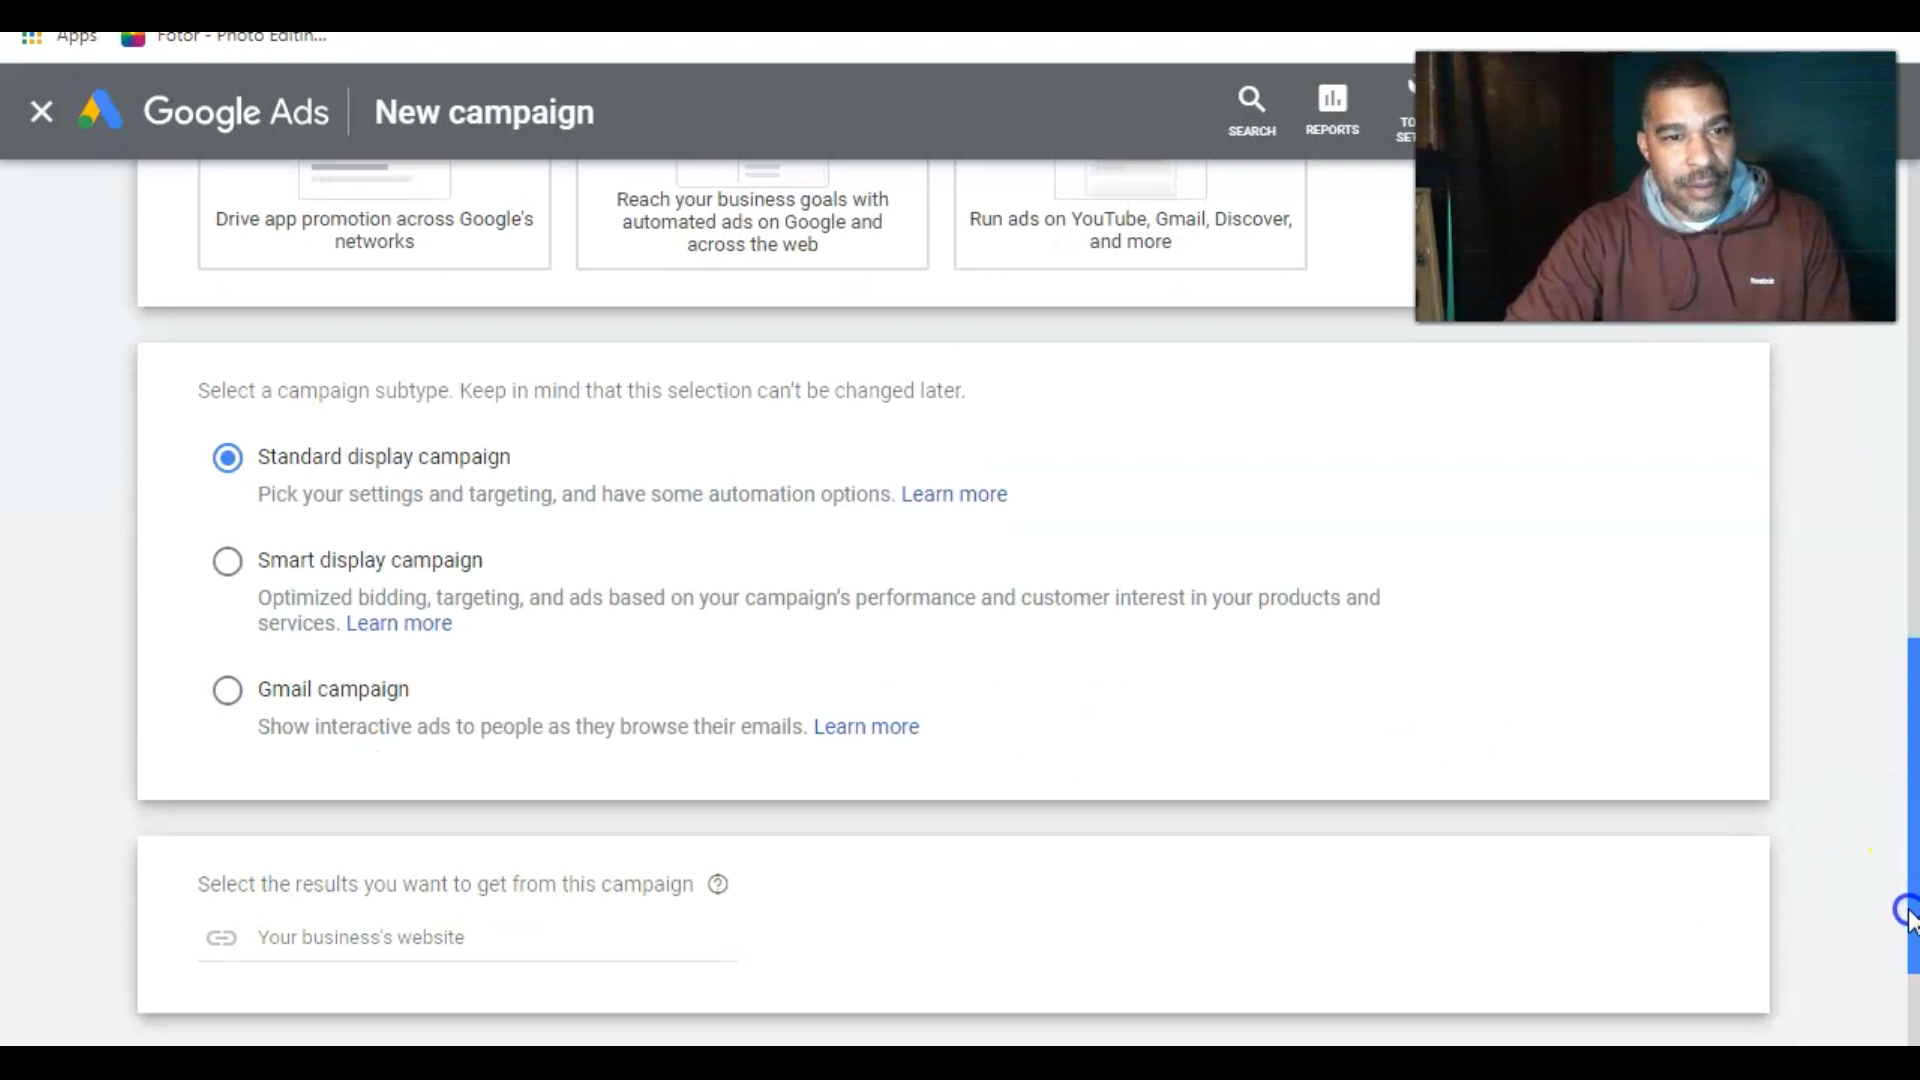 Apps Fotor - Photo Editin...
Google Ads New campaign
SEARCH
REPORTS
Drive app promotion across Google's
networks
Reach your business goals with
automated ads on Google and
across the web
Run ads on YouTube, Gmail, Discover,
and more
Reebok
Select a campaign subtype. Keep in mind that this selection can't be changed later.
Standard display campaign
Pick your settings and targeting, and have some automation options. Learn more
Smart display campaign
Optimized bidding, targeting, and ads based on your campaign's performance and customer interest in your products and
services. Learn more
Gmail campaign
Show interactive ads to people as they browse their emails. Learn more
Select the results you want to get from this campaign
Your business's website